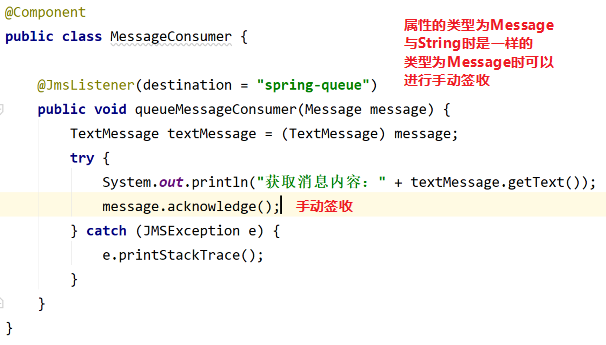 @Component
public class MessageConsumer {
属性的类型为Message
与String时是一样的
类型为Message时可以
进行手动签收
@JmsListener(destination = "spring-queue")
public void queueMessageConsumer(Message message) {
TextMessage textMessage = (TextMessage) message;
try {
System.out.println("获取消息内容：" + textMessage.getText());
message.acknowledge(); 手动签收
} catch (JMSException e) {
e.printStackTrace();
}
}
}